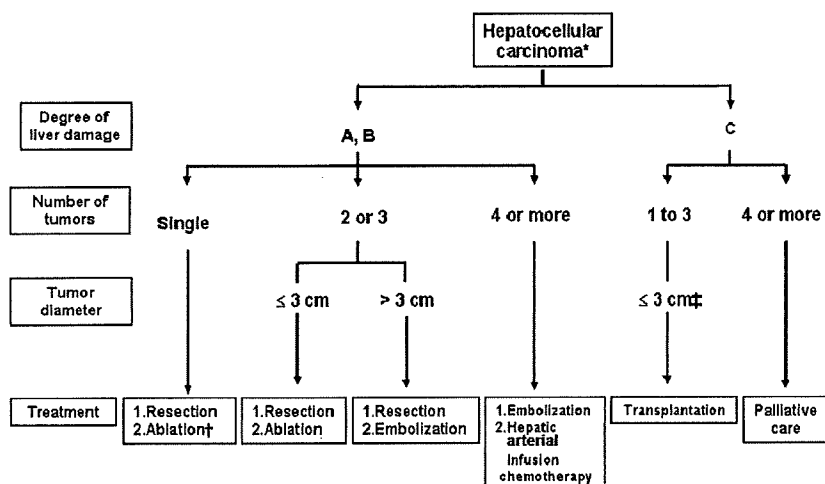 Hepatocellular
carcinoma*
Degree of
liver damage
A, B
C
Number of
tumors
Single
2 or 3
4 or more
1 to 3
4 or more
Tumor
diameter
≤ 3 cm
> 3 cm
≤ 3 cm‡
Treatment
1.Resection
2.Ablation†
1.Resection
2.Ablation
1.Resection
2.Embolization
1.Embolization
2.Hepatic
arterial
Infusion
chemotherapy
Transplantation
Palliative
care